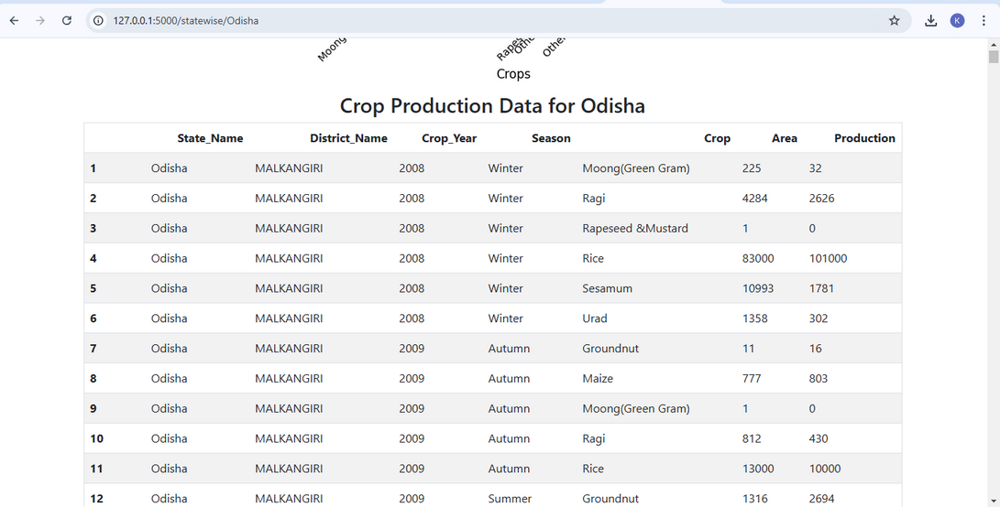 127.0.0.1:5000/statewise/Odisha
K
Moong
Crops
Crop Production Data for Odisha
State_Name District_Name Crop_Year Season Crop Area Production
1 Odisha MALKANGIRI 2008 Winter Moong(Green Gram) 225 32
2 Odisha MALKANGIRI 2008 Winter Ragi 4284 2626
3 Odisha MALKANGIRI 2008 Winter Rapeseed &Mustard 1 0
4 Odisha MALKANGIRI 2008 Winter Rice 83000 101000
5 Odisha MALKANGIRI 2008 Winter Sesamum 10993 1781
6 Odisha MALKANGIRI 2008 Winter Urad 1358 302
7 Odisha MALKANGIRI 2009 Autumn Groundnut 11 16
8 Odisha MALKANGIRI 2009 Autumn Maize 777 803
9 Odisha MALKANGIRI 2009 Autumn Moong(Green Gram) 1 0
10 Odisha MALKANGIRI 2009 Autumn Ragi 812 430
11 Odisha MALKANGIRI 2009 Autumn Rice 13000 10000
12 Odisha MALKANGIRI 2009 Summer Groundnut 1316 2694